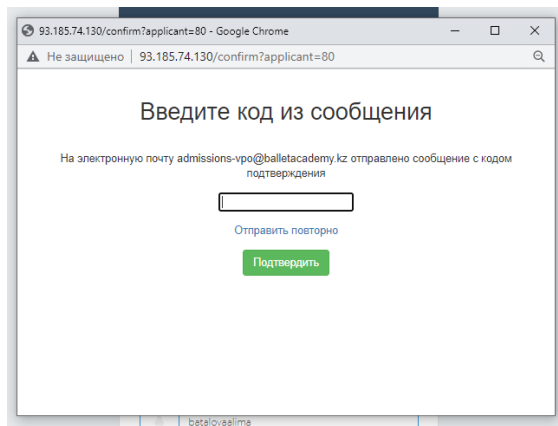 93.185.74.130/confirm?applicant=80 - Google Chrome
Не защищено | 93.185.74.130/confirm?applicant=80
Введите код из сообщения
На электронную почту admissions-vpo@balletacademy.kz отправлено сообщение с кодом
подтверждения
Отправить повторно
Подтвердить
batalovaalima